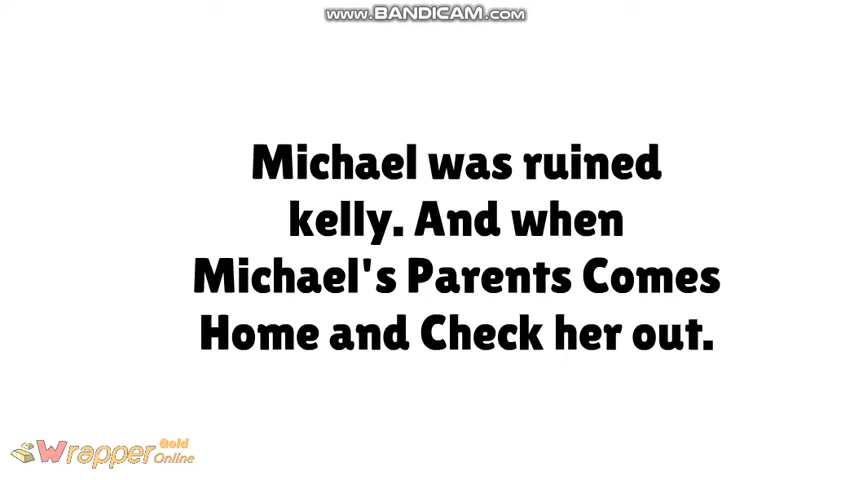 www.BANDICAM.com
Michael was ruined
kelly. And when
Michael's Parents Comes
Home and Check her out.
Wrapper Gold
Online